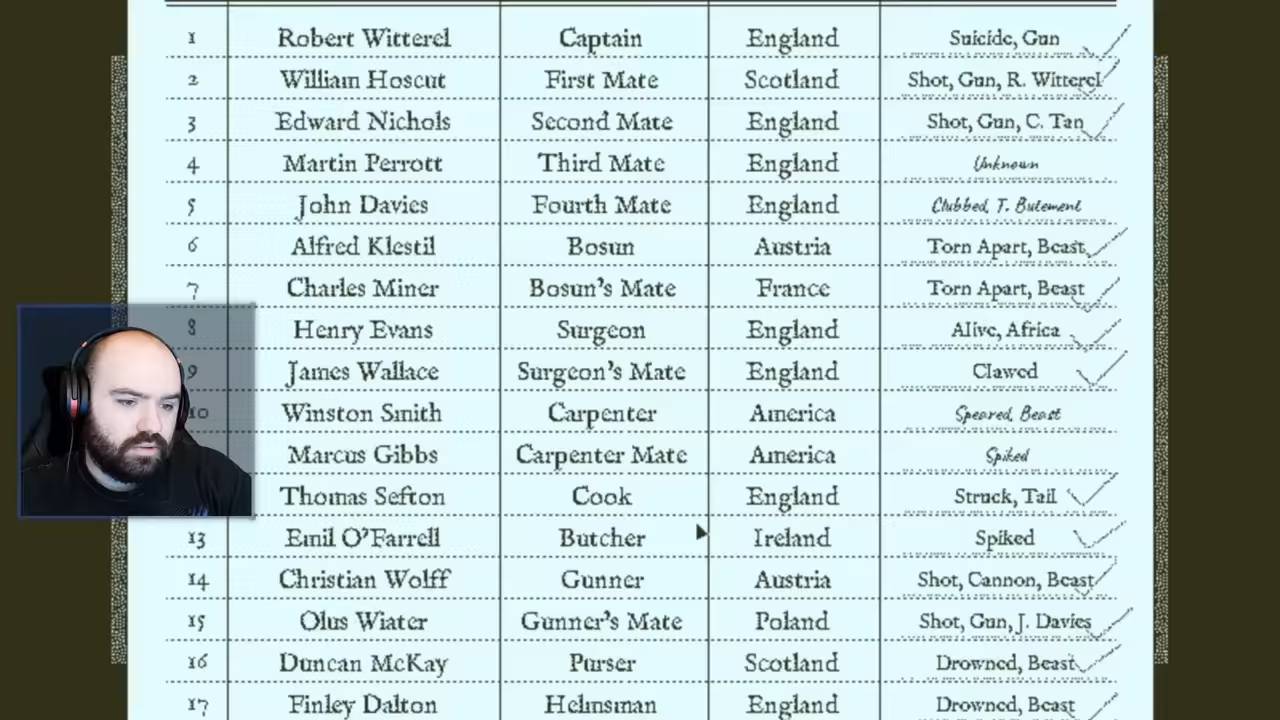 1 Robert Witterel Captain England Suicide, Gun
2 William Hoscut First Mate Scotland Shot, Gun, R. Witterel
3 Edward Nichols Second Mate England Shot, Gun, C. Tan
4 Martin Perrott Third Mate England Unknown
5 John Davies Fourth Mate England Clubbed, T. Butement
6 Alfred Klestil Bosun Austria Torn Apart, Beast
7 Charles Miner Bosun's Mate France Torn Apart, Beast
8 Henry Evans Surgeon England Alive, Africa
9 James Wallace Surgeon's Mate England Clawed
10 Winston Smith Carpenter America Speared, Beast
Marcus Gibbs Carpenter Mate America Spiked
Thomas Sefton Cook England Struck, Tail
13 Emil O'Farrell Butcher Ireland Spiked
14 Christian Wolff Gunner Austria Shot, Cannon, Beast
15 Olus Wiater Gunner's Mate Poland Shot, Gun, J. Davies
16 Duncan McKay Purser Scotland Drowned, Beast
17 Finley Dalton Helmsman England Drowned, Beast